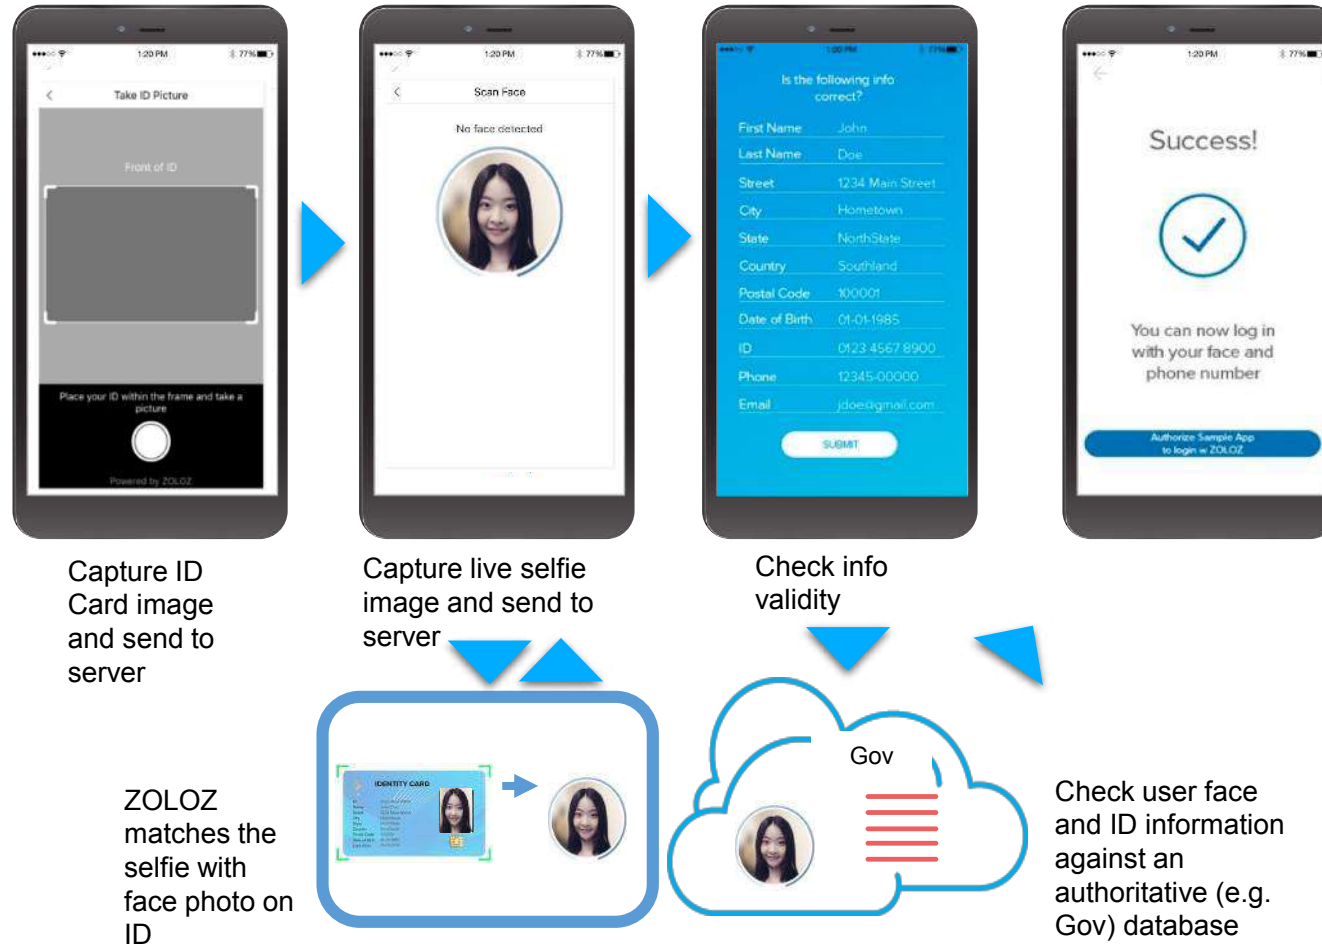 1:20 PM
77%
Take ID Picture
Front of ID
Place your ID within the frame and take a
picture
Powered by ZOLOZ
1:20 PM
77%
Scan Face
No face detected
1:20 PM
77%
Is the following info
correct?
First Name John
Last Name Doe
Street 1234 Main Street
City Hometown
State NorthState
Country Southland
Postal Code 100001
Date of Birth 01-01-1985
ID 0123 4567 8900
Phone 12345-00000
Email jdoe@gmail.com
SUBMIT
1:20 PM
77%
Success!
You can now log in
with your face and
phone number
Authorize Sample App
to login w ZOLOZ
Capture ID
Card image
and send to
server
Capture live selfie
image and send to
server
Check info
validity
ZOLOZ
matches the
selfie with
face photo on
ID
IDENTITY CARD
Gov
Check user face
and ID information
against an
authoritative (e.g.
Gov) database